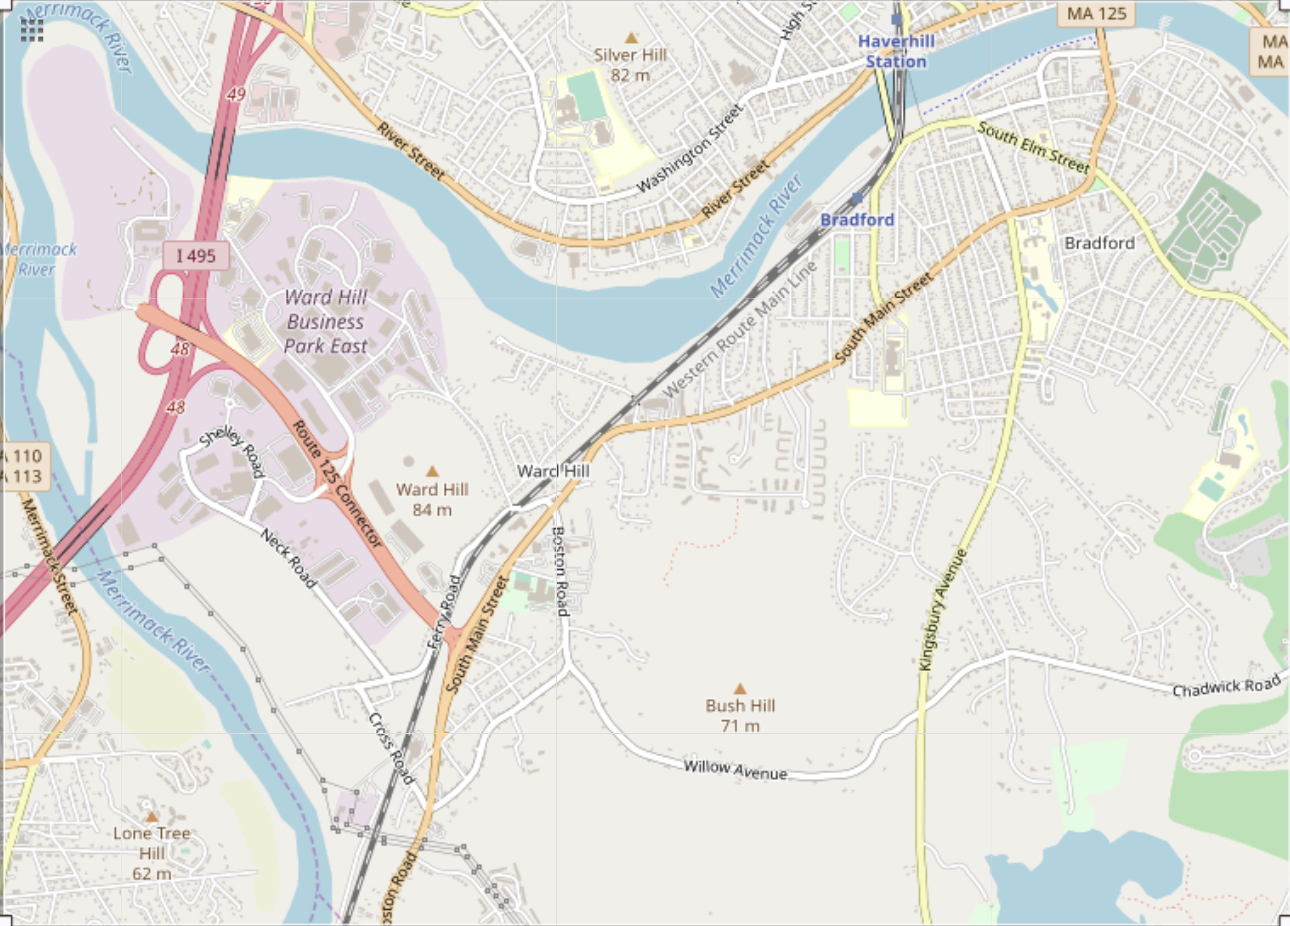 Merrimack River
49
Silver Hill
82 m
High S
Haverhill
Station
MA 125
MA
MA
River Street
Washington Street
River Street
South Elm Street
Merrimack
River
I 495
Merrimack River
Bradford
Bradford
Ward Hill
Business
Park East
Western Route Main Line
South Main Street
48
48
Shelley Road
Route 125 Connector
A 110
A 113
Ward Hill
Ward Hill
84 m
Merrimack Street
Neck Road
Boston Road
Merrimack River
Ferry Road
South Main Street
Kingsbury Avenue
Bush Hill
71 m
Chadwick Road
Cross Road
Willow Avenue
Lone Tree
Hill
62 m
oston Road